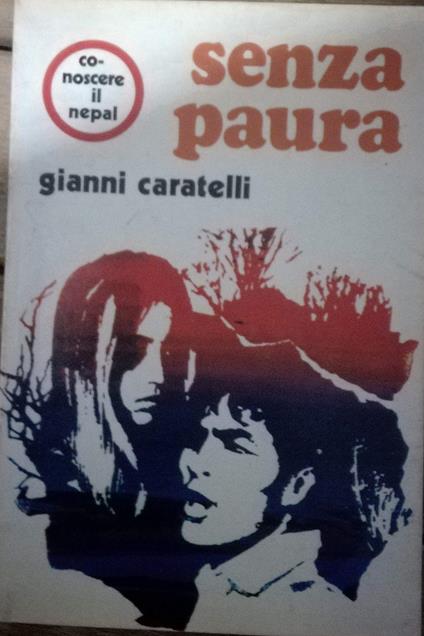 co-
noscere
il
nepal
senza
paura
gianni caratelli